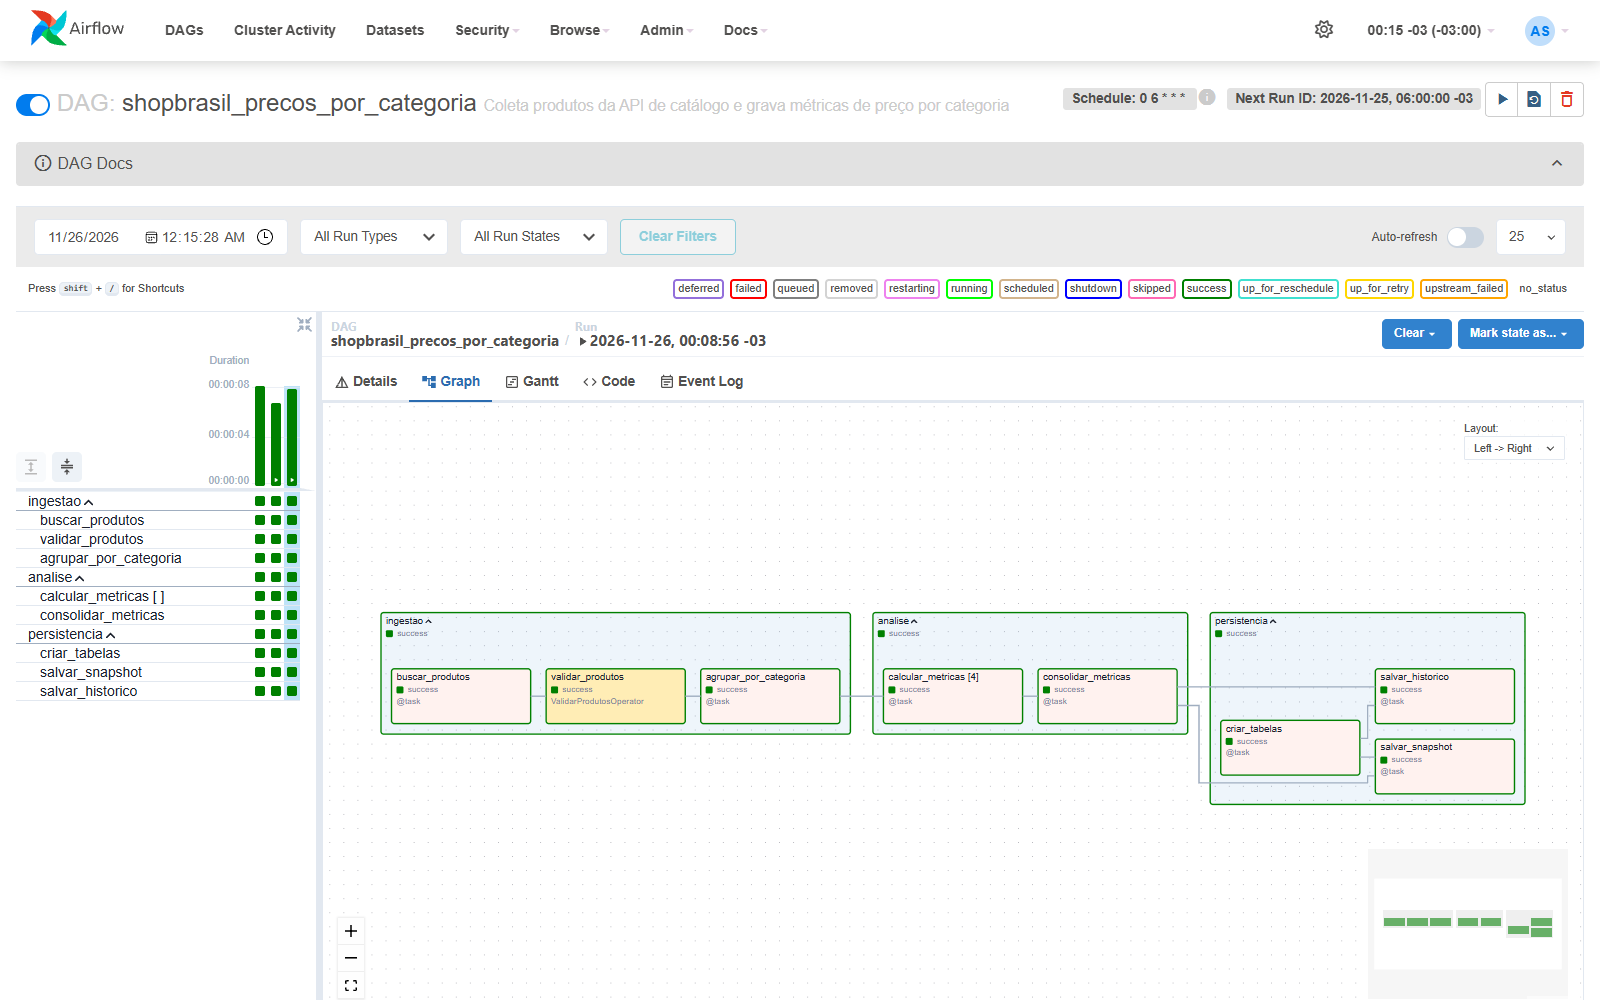 Airflow
DAGs Cluster Activity Datasets Security Browse Admin Docs 00:15 -03 (-03:00) AS
DAG: shopbrasil_precos_por_categoria Coleta produtos da API de catálogo e grava métricas de preço por categoria
Schedule: 0 6 * * * i Next Run ID: 2026-11-25, 06:00:00 -03
DAG Docs
11/26/2026 12:15:28 AM All Run Types All Run States Clear Filters Auto-refresh 25
Press shift + / for Shortcuts
deferred failed queued removed restarting running scheduled shutdown skipped success up_for_reschedule up_for_retry upstream_failed no_status
DAG
shopbrasil_precos_por_categoria /
Run
2026-11-26, 00:08:56 -03
Clear Mark state as...
Details Graph Gantt Code Event Log
Duration
00:00:08
00:00:04
00:00:00
ingestao
buscar_produtos
validar_produtos
agrupar_por_categoria
analise
calcular_metricas [ ]
consolidar_metricas
persistencia
criar_tabelas
salvar_snapshot
salvar_historico
Layout:
Left -> Right
ingestao
success
buscar_produtos
success
@task
validar_produtos
success
ValidarProdutosOperator
agrupar_por_categoria
success
@task
analise
success
calcular_metricas [4]
success
@task
consolidar_metricas
success
@task
persistencia
success
salvar_historico
success
@task
criar_tabelas
success
@task
salvar_snapshot
success
@task